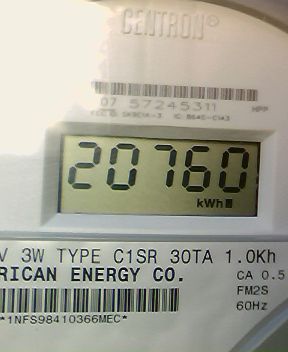 CENTRON®
07 57245311 HPP
20760
kWh
V 3W TYPE C1SR 30TA 1.0Kh
RICAN ENERGY CO.
CA 0.5
FM2S
60Hz
*1NFS98410366MEC*